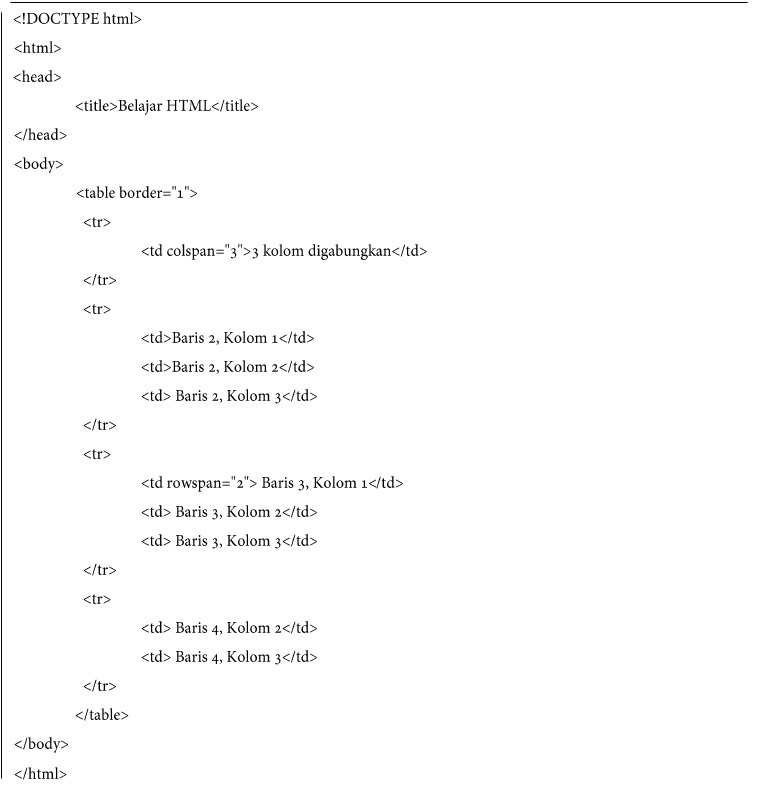 <!DOCTYPE html>
<html>
<head>
<title>Belajar HTML</title>
</head>
<body>
<table border="1">
<tr>
<td colspan="3">3 kolom digabungkan</td>
</tr>
<tr>
<td>Baris 2, Kolom 1</td>
<td>Baris 2, Kolom 2</td>
<td> Baris 2, Kolom 3</td>
</tr>
<tr>
<td rowspan="2"> Baris 3, Kolom 1</td>
<td> Baris 3, Kolom 2</td>
<td> Baris 3, Kolom 3</td>
</tr>
<tr>
<td> Baris 4, Kolom 2</td>
<td> Baris 4, Kolom 3</td>
</tr>
</table>
</body>
</html>